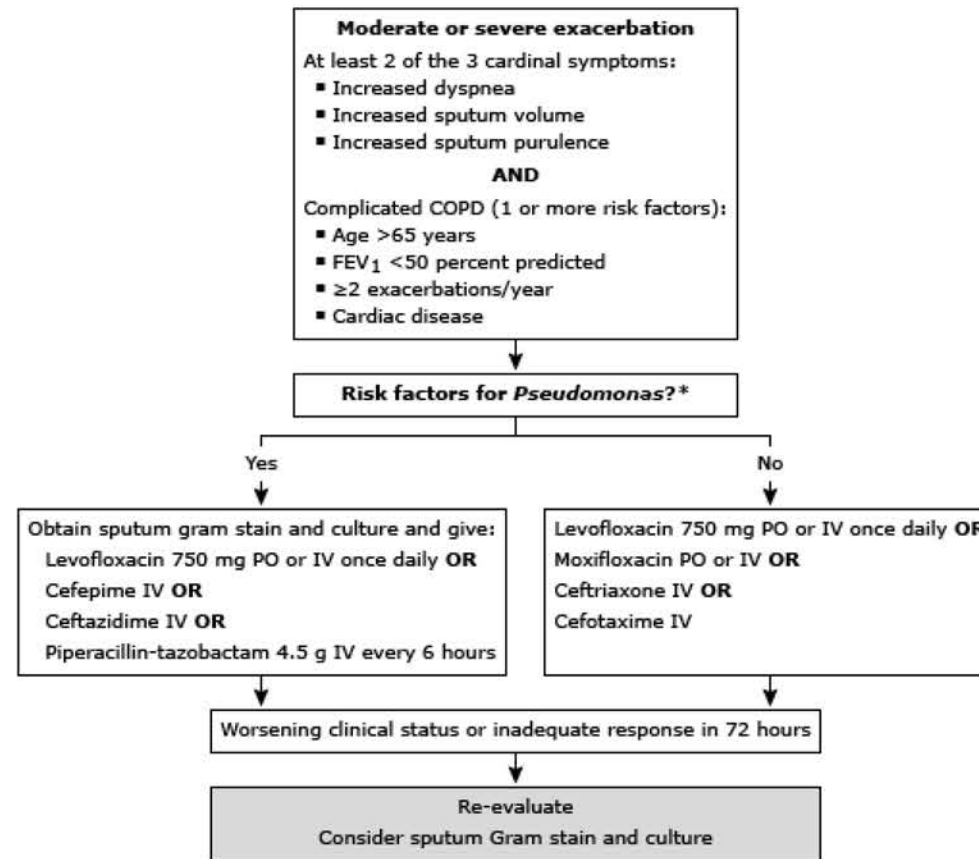 Moderate or severe exacerbation
At least 2 of the 3 cardinal symptoms:
▪ Increased dyspnea
▪ Increased sputum volume
▪ Increased sputum purulence
AND
Complicated COPD (1 or more risk factors):
▪ Age >65 years
▪ FEV₁ <50 percent predicted
▪ ≥2 exacerbations/year
▪ Cardiac disease
Risk factors for Pseudomonas?*
Yes
No
Obtain sputum gram stain and culture and give:
Levofloxacin 750 mg PO or IV once daily OR
Cefepime IV OR
Ceftazidime IV OR
Piperacillin-tazobactam 4.5 g IV every 6 hours
Levofloxacin 750 mg PO or IV once daily OR
Moxifloxacin PO or IV OR
Ceftriaxone IV OR
Cefotaxime IV
Worsening clinical status or inadequate response in 72 hours
Re-evaluate
Consider sputum Gram stain and culture